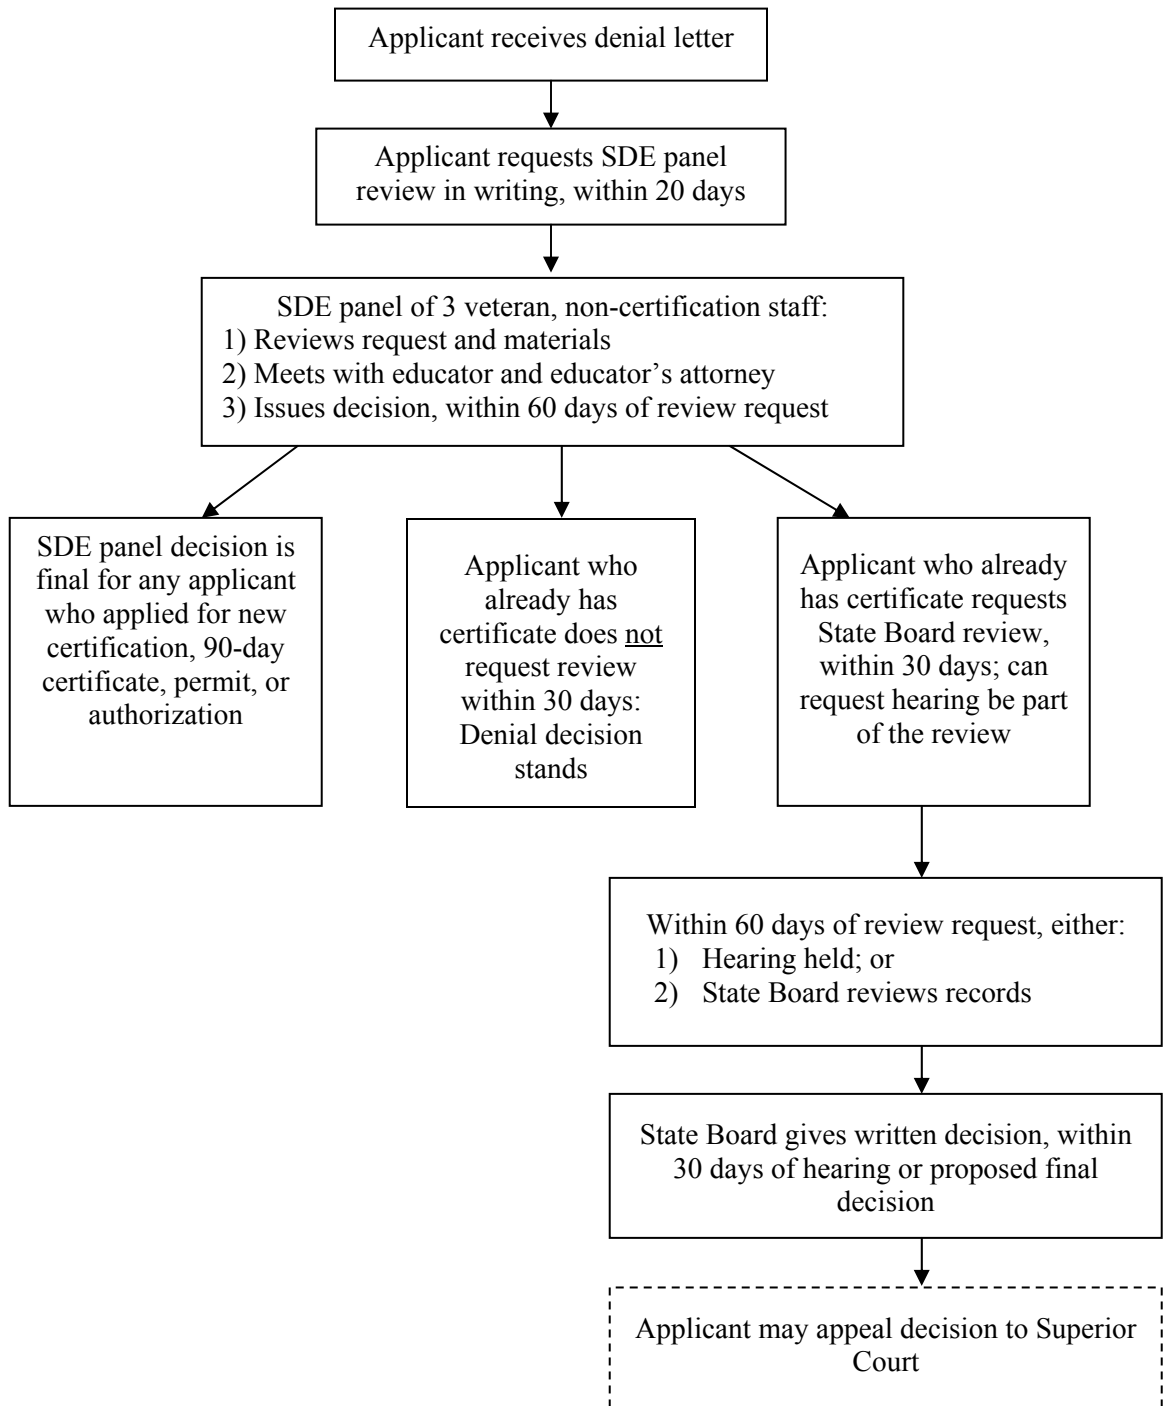 Applicant receives denial letter
Applicant requests SDE panel
review in writing, within 20 days
SDE panel of 3 veteran, non-certification staff:
1) Reviews request and materials
2) Meets with educator and educator’s attorney
3) Issues decision, within 60 days of review request
SDE panel decision is
final for any applicant
who applied for new
certification, 90-day
certificate, permit, or
authorization
Applicant who
already has
certificate does not
request review
within 30 days:
Denial decision
stands
Applicant who already
has certificate requests
State Board review,
within 30 days; can
request hearing be part
of the review
Within 60 days of review request, either:
1) Hearing held; or
2) State Board reviews records
State Board gives written decision, within
30 days of hearing or proposed final
decision
Applicant may appeal decision to Superior
Court